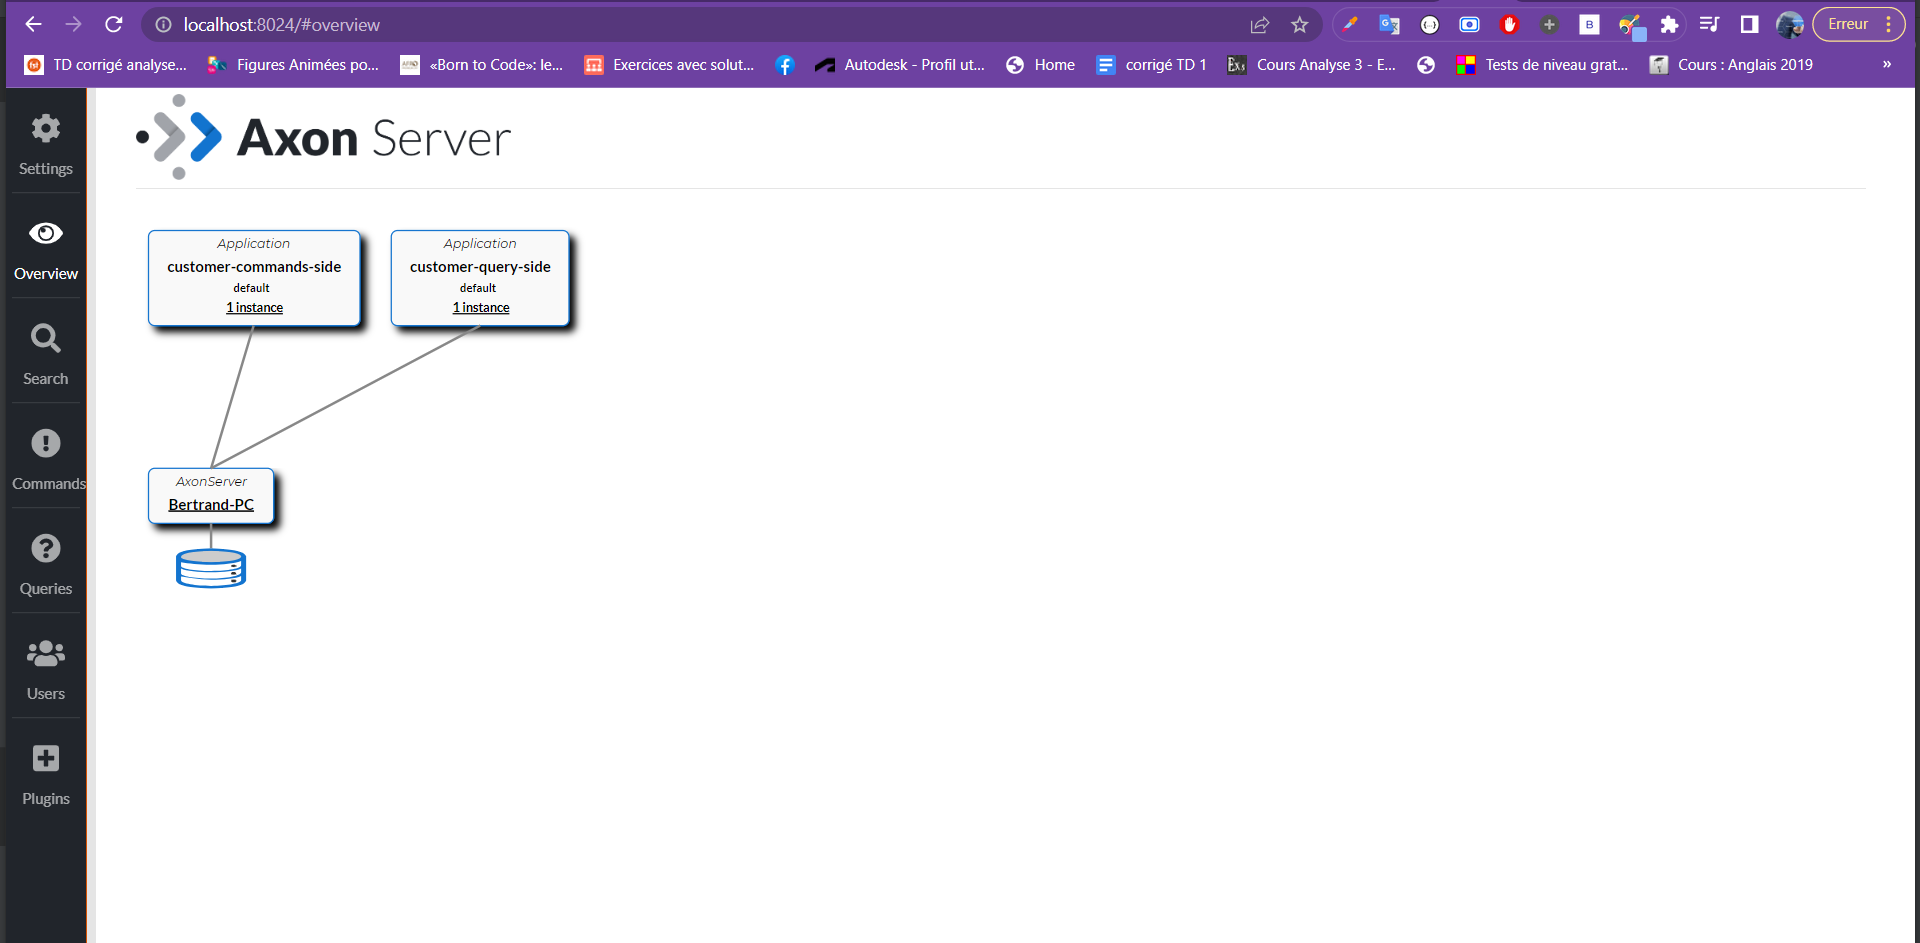 localhost:8024/#overview
Erreur
TD corrigé analyse...
Figures Animées po...
«Born to Code»: le...
Exercices avec solut...
Autodesk - Profil ut...
Home
corrigé TD 1
Cours Analyse 3 - E...
Tests de niveau grat...
Cours : Anglais 2019
»
Settings
Overview
Search
Commands
Queries
Users
Plugins
Axon Server
Application
customer-commands-side
default
1 instance
Application
customer-query-side
default
1 instance
AxonServer
Bertrand-PC